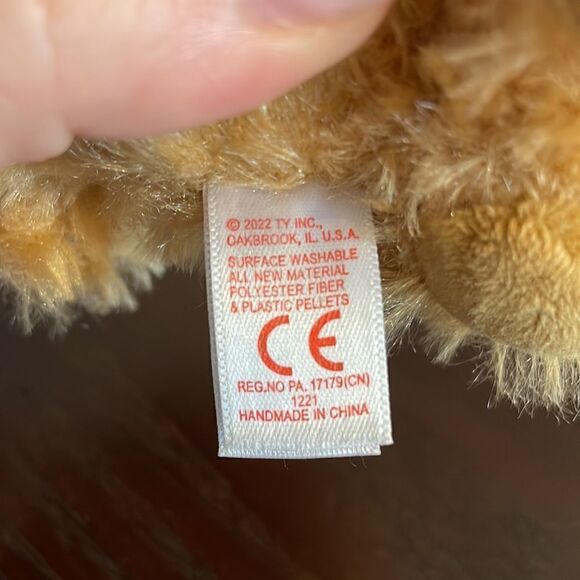 © 2022 TY INC.,
OAKBROOK, IL. U.S.A.
SURFACE WASHABLE
ALL NEW MATERIAL
POLYESTER FIBER
& PLASTIC PELLETS
CE
REG.NO PA. 17179(CN)
1221
HANDMADE IN CHINA